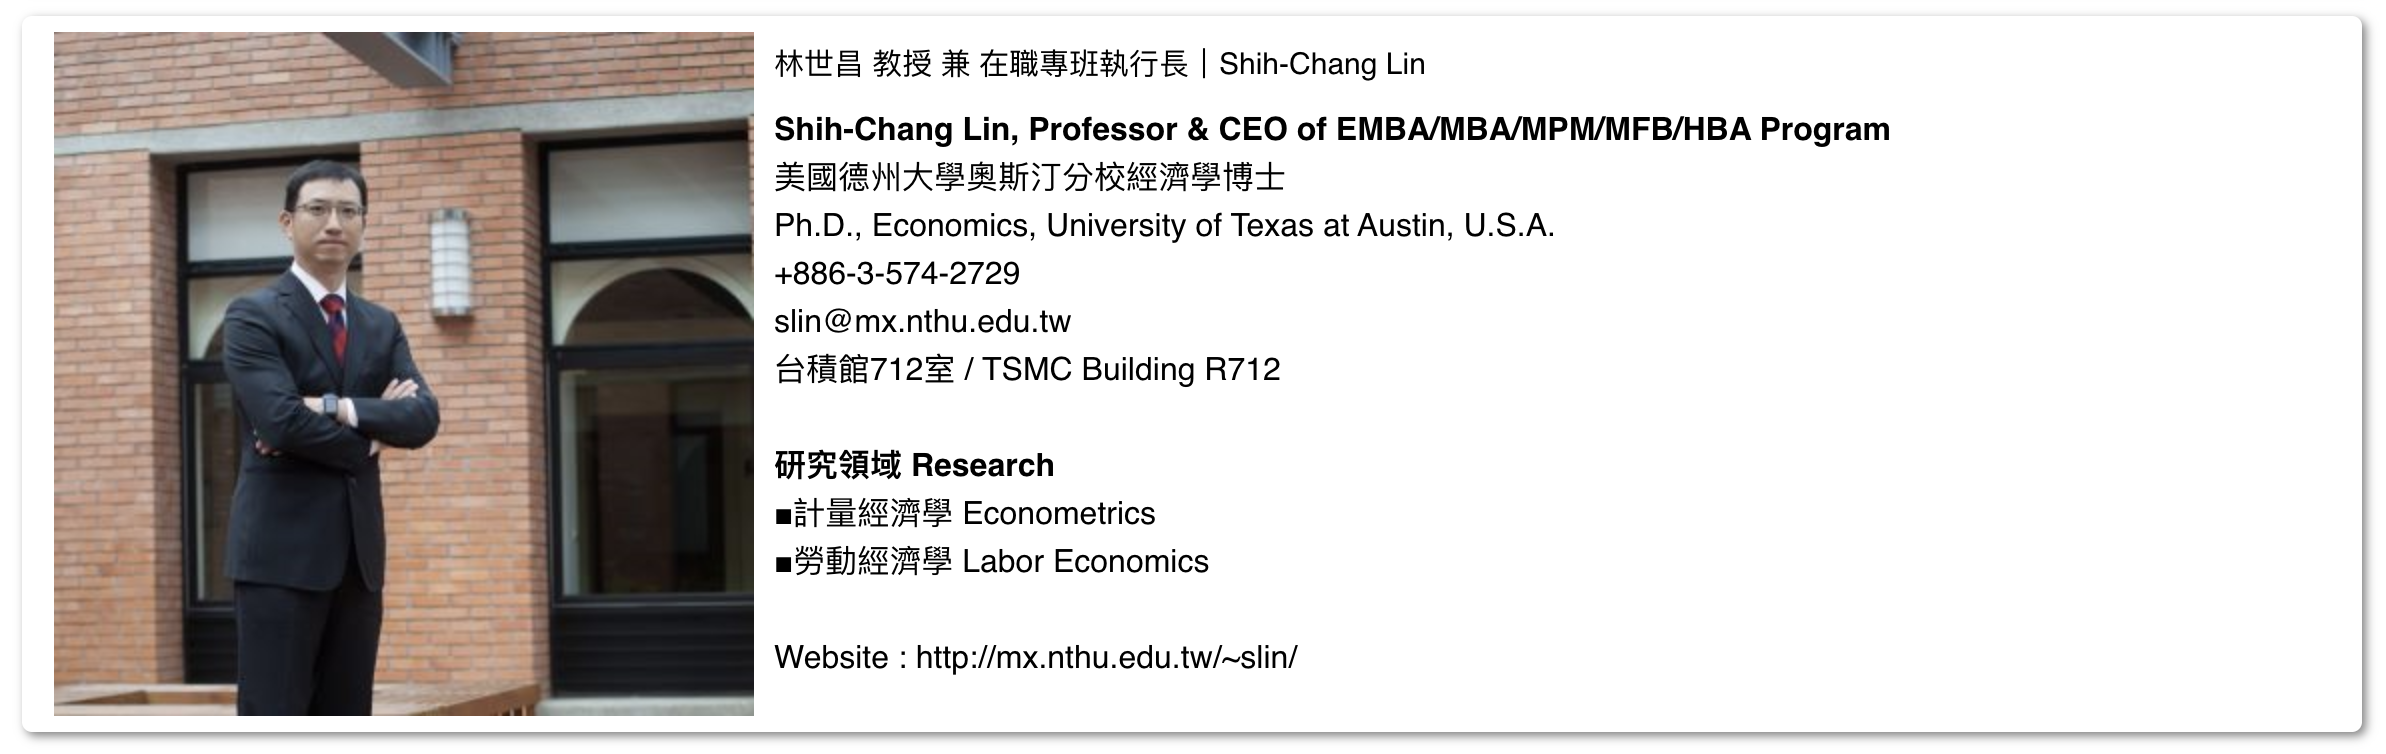 林世昌 教授 兼 在職專班執行長｜Shih-Chang Lin
Shih-Chang Lin, Professor & CEO of EMBA/MBA/MPM/MFB/HBA Program
美國德州大學奧斯汀分校經濟學博士
Ph.D., Economics, University of Texas at Austin, U.S.A.
+886-3-574-2729
slin@mx.nthu.edu.tw
台積館712室 / TSMC Building R712
研究領域 Research
■計量經濟學 Econometrics
■勞動經濟學 Labor Economics
Website : http://mx.nthu.edu.tw/~slin/